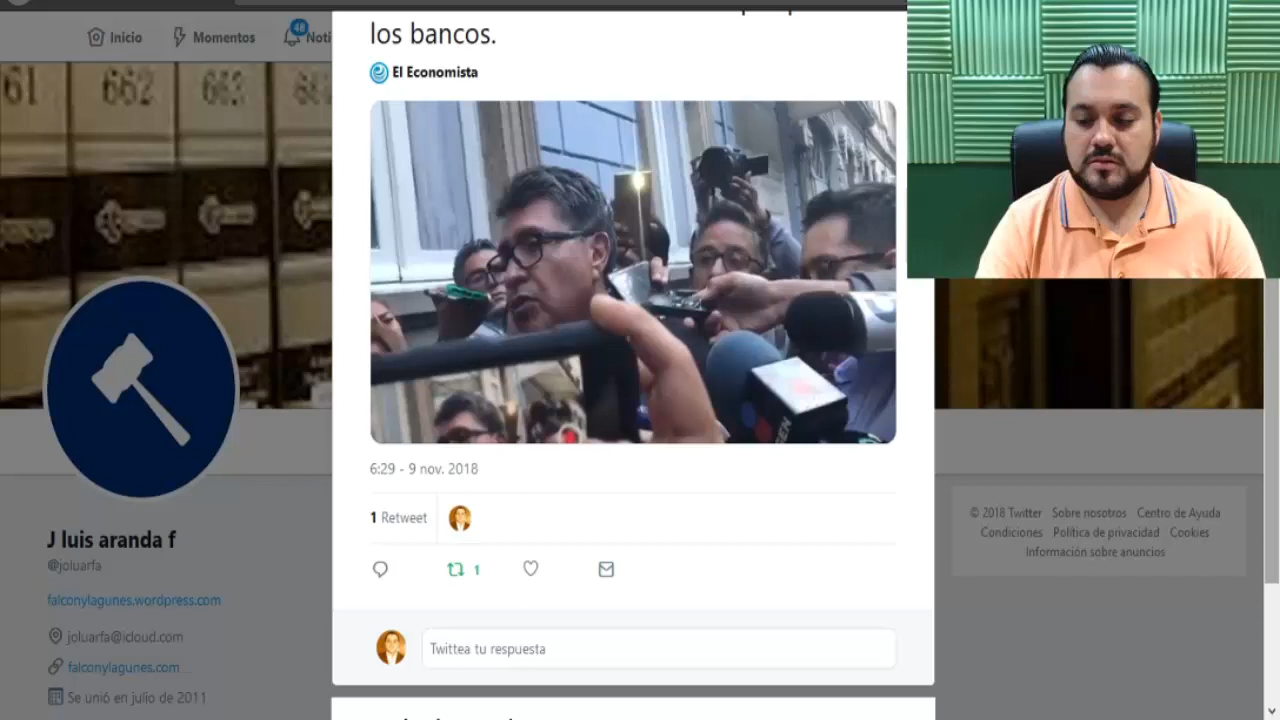 los bancos.
Inicio
Momentos
48
Noti
El Economista
61
662
663
6:29 - 9 nov. 2018
1 Retweet
1
Twittea tu respuesta
J luis aranda f
@joluarfa
falconylagunes.wordpress.com
joluarfa@icloud.com
falconylagunes.com
Se unió en julio de 2011
© 2018 Twitter Sobre nosotros Centro de Ayuda
Condiciones Política de privacidad Cookies
Información sobre anuncios